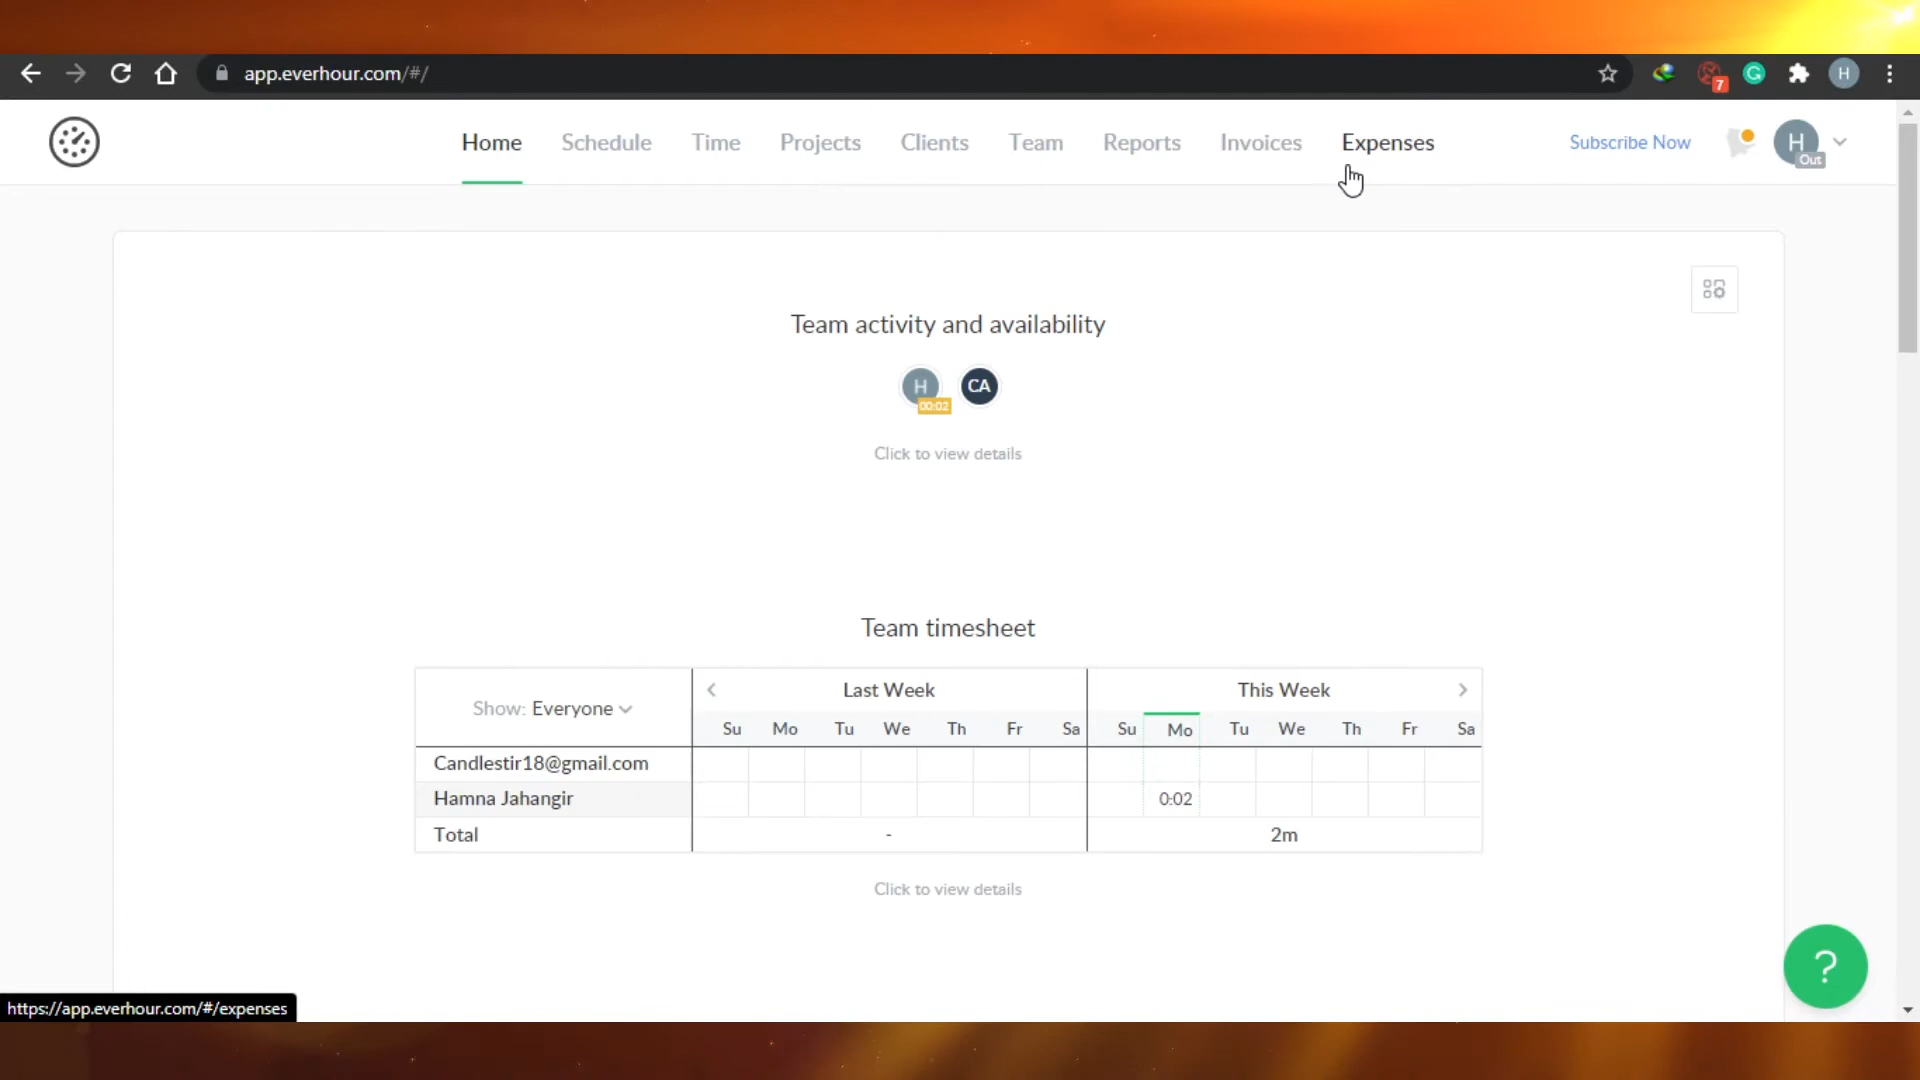 app.everhour.com/#/
7
G
H
Home Schedule Time Projects Clients Team Reports Invoices Expenses Subscribe Now H
Out
Team activity and availability
H CA
00:02
Click to view details
Team timesheet
Show: Everyone Last Week This Week
Su Mo Tu We Th Fr Sa Su Mo Tu We Th Fr Sa
Candlestir18@gmail.com
Hamna Jahangir 0:02
Total - 2m
Click to view details
?
https://app.everhour.com/#/expenses